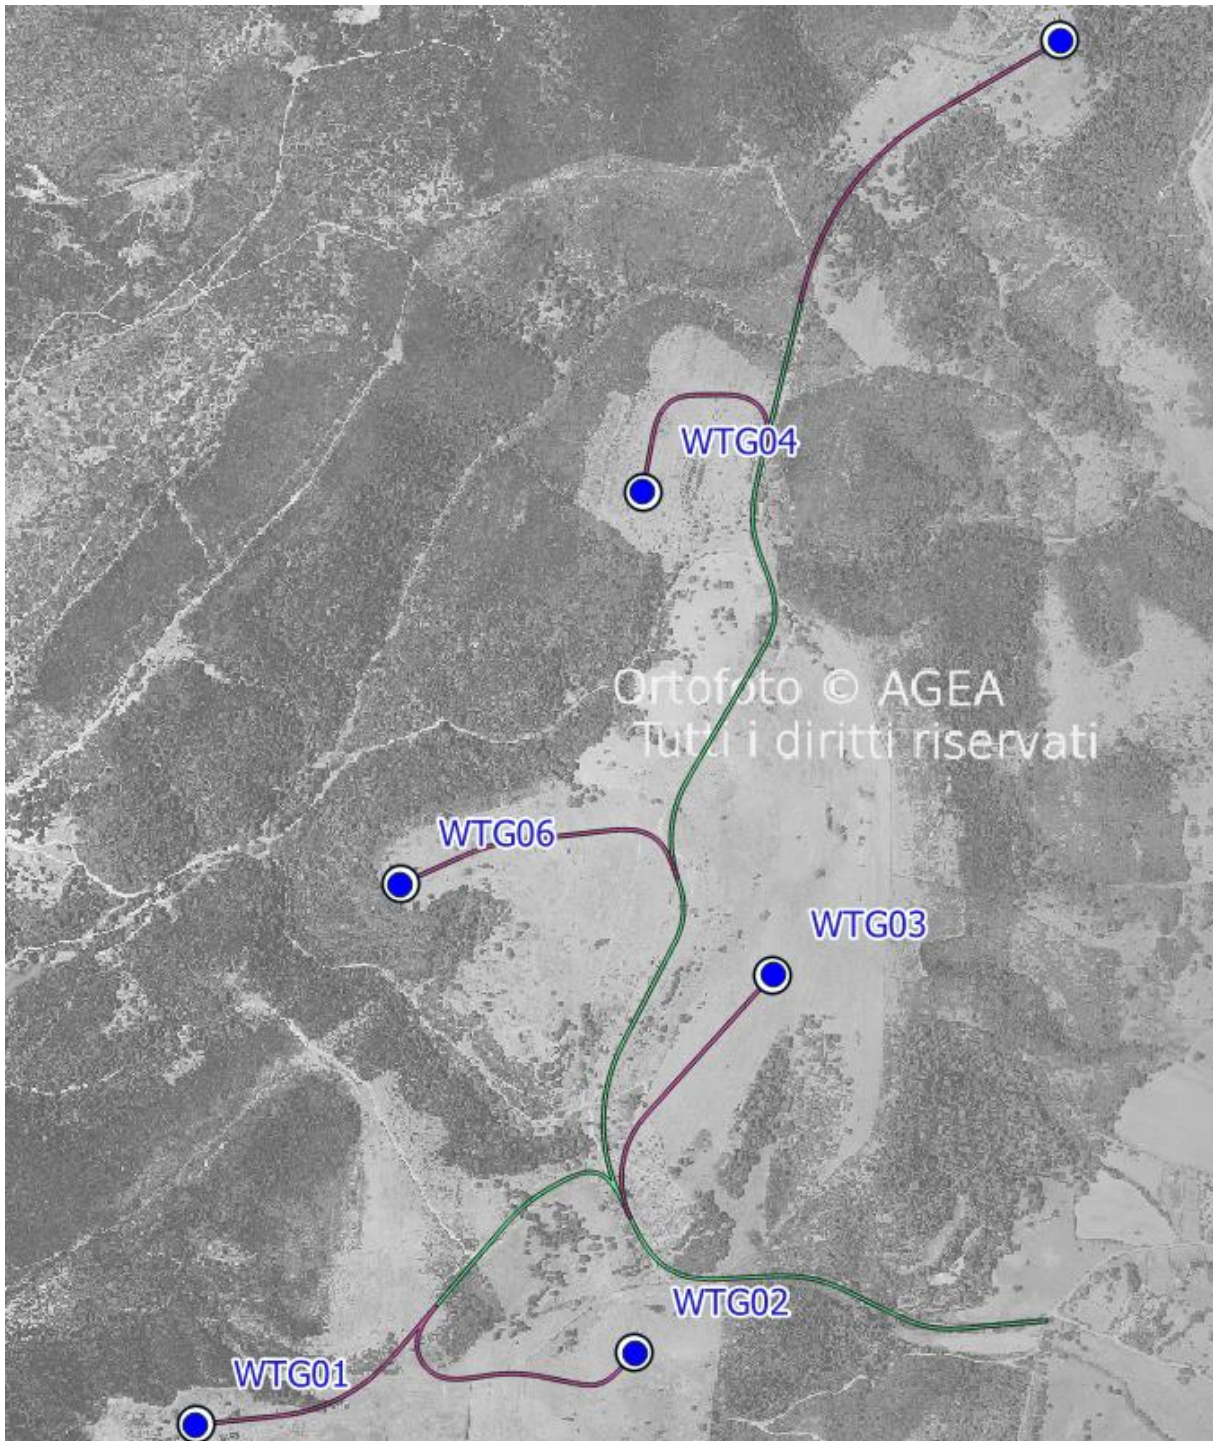 WTG04
Ortofoto © AGEA
Tutti i diritti riservati
WTG06
WTG03
WTG02
WTG01